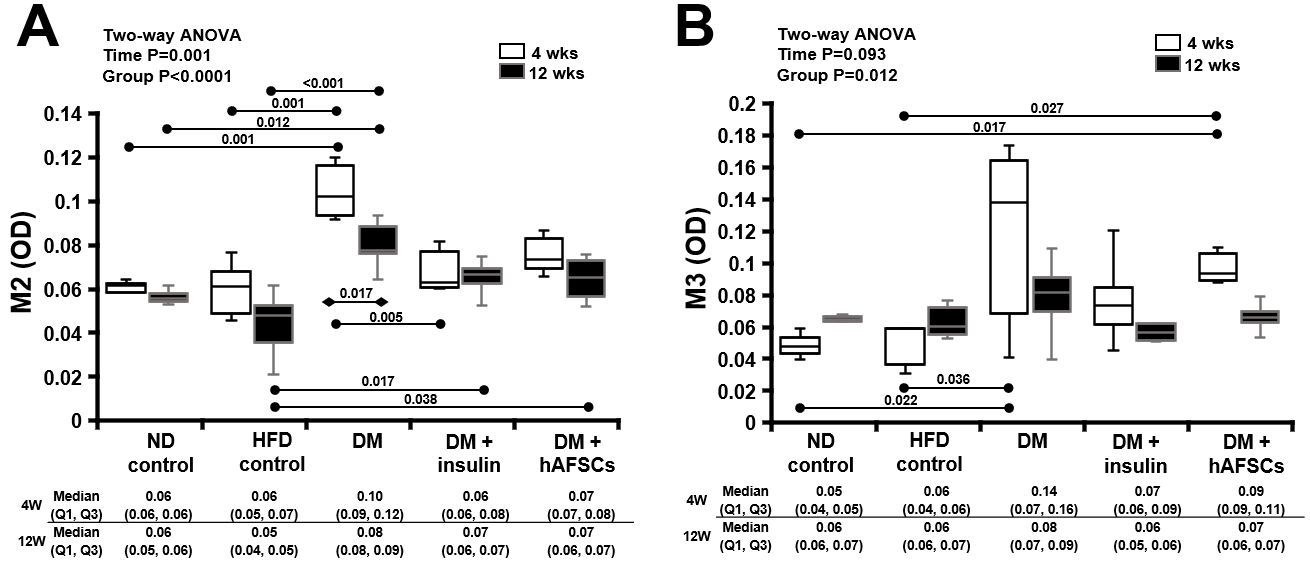 A
Two-way ANOVA
Time P=0.001
Group P<0.0001
4 wks
12 wks
<0.001
0.001
0.012
0.001
0.14
0.12
0.1
0.08
0.06
0.04
0.02
0
M2 (OD)
0.017
0.005
0.017
0.038
ND control
HFD control
DM
DM + insulin
DM + hAFSCs
4W
Median 0.06 0.06 0.10 0.06 0.07
(Q1, Q3) (0.06, 0.06) (0.05, 0.07) (0.09, 0.12) (0.06, 0.08) (0.07, 0.08)
12W
Median 0.06 0.05 0.08 0.07 0.07
(Q1, Q3) (0.05, 0.06) (0.04, 0.05) (0.08, 0.09) (0.06, 0.07) (0.06, 0.07)
B
Two-way ANOVA
Time P=0.093
Group P=0.012
4 wks
12 wks
0.027
0.017
0.2
0.18
0.16
0.14
0.12
0.1
0.08
0.06
0.04
0.02
0
M3 (OD)
0.036
0.022
ND control
HFD control
DM
DM + insulin
DM + hAFSCs
4W
Median 0.05 0.06 0.14 0.07 0.09
(Q1, Q3) (0.04, 0.05) (0.04, 0.06) (0.07, 0.16) (0.06, 0.09) (0.09, 0.11)
12W
Median 0.06 0.06 0.08 0.06 0.07
(Q1, Q3) (0.06, 0.07) (0.06, 0.07) (0.07, 0.09) (0.05, 0.06) (0.06, 0.07)